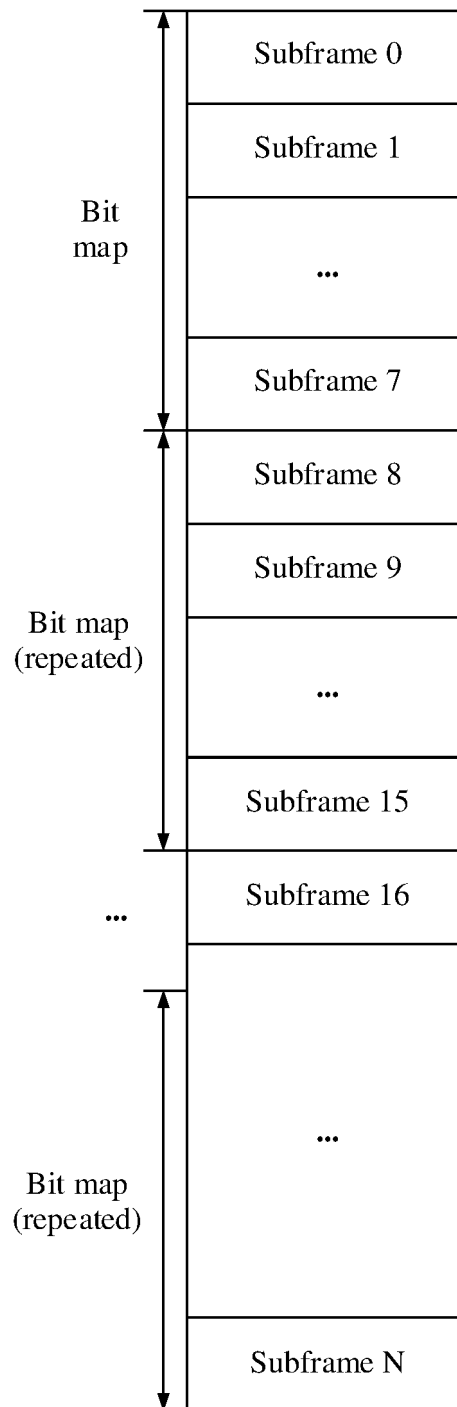 Subframe 0
Subframe 1
Bit
map
...
Subframe 7
Subframe 8
Subframe 9
Bit map
(repeated)
...
Subframe 15
Subframe 16
...
...
Bit map
(repeated)
Subframe N